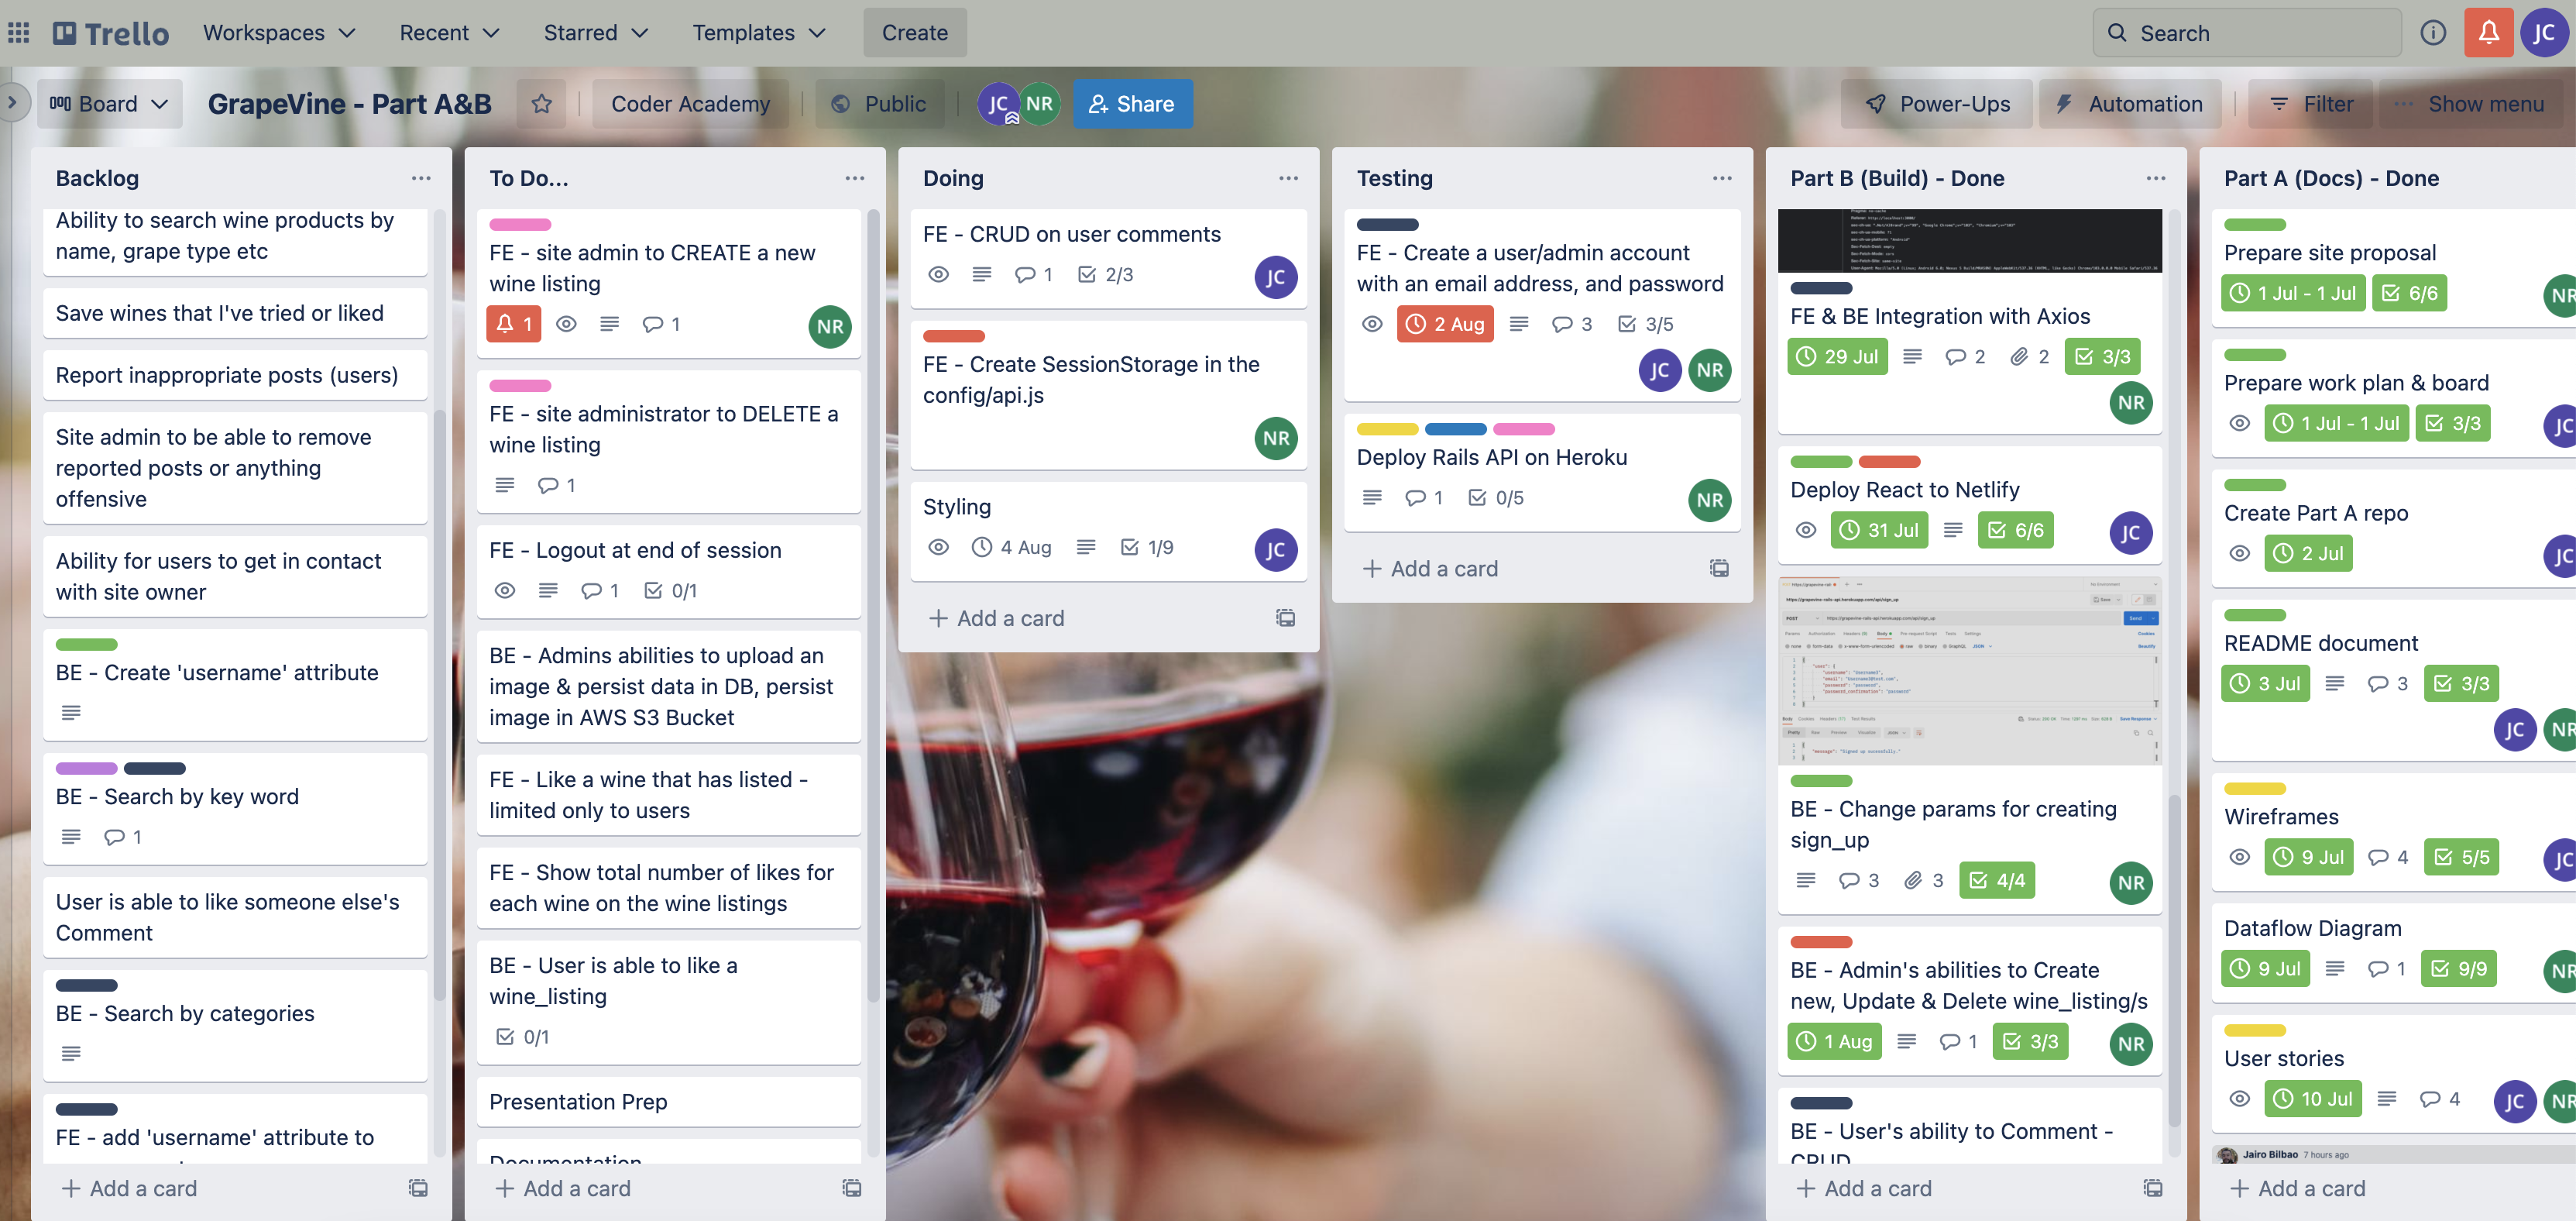 Trello
Workspaces
Recent
Starred
Templates
Create
Search
JC
Board
GrapeVine - Part A&B
Coder Academy
Public
JC
NR
Share
Power-Ups
Automation
Filter
Show menu
Backlog
Ability to search wine products by
name, grape type etc
Save wines that I've tried or liked
Report inappropriate posts (users)
Site admin to be able to remove
reported posts or anything
offensive
Ability for users to get in contact
with site owner
BE - Create 'username' attribute
BE - Search by key word
1
User is able to like someone else's
Comment
BE - Search by categories
FE - add 'username' attribute to
+ Add a card
To Do...
FE - site admin to CREATE a new
wine listing
1 1
NR
FE - site administrator to DELETE a
wine listing
1
FE - Logout at end of session
1 0/1
BE - Admins abilities to upload an
image & persist data in DB, persist
image in AWS S3 Bucket
FE - Like a wine that has listed -
limited only to users
FE - Show total number of likes for
each wine on the wine listings
BE - User is able to like a
wine_listing
0/1
Presentation Prep
Documentation
+ Add a card
Doing
FE - CRUD on user comments
1 2/3
JC
FE - Create SessionStorage in the
config/api.js
NR
Styling
4 Aug 1/9
JC
+ Add a card
Testing
FE - Create a user/admin account
with an email address, and password
2 Aug 3 3/5
JC NR
Deploy Rails API on Heroku
1 0/5
NR
+ Add a card
Part B (Build) - Done
FE & BE Integration with Axios
29 Jul 2 2 3/3
NR
Deploy React to Netlify
31 Jul 6/6
JC
BE - Change params for creating
sign_up
3 3 4/4
NR
BE - Admin's abilities to Create
new, Update & Delete wine_listing/s
1 Aug 1 3/3
NR
BE - User's ability to Comment -
CRUD
+ Add a card
Part A (Docs) - Done
Prepare site proposal
1 Jul - 1 Jul 6/6
NR
Prepare work plan & board
1 Jul - 1 Jul 3/3
JC
Create Part A repo
2 Jul
JC
README document
3 Jul 3 3/3
JC NR
Wireframes
9 Jul 4 5/5
JC
Dataflow Diagram
9 Jul 1 9/9
NR
User stories
10 Jul 4
JC NR
Jairo Bilbao 7 hours ago
+ Add a card